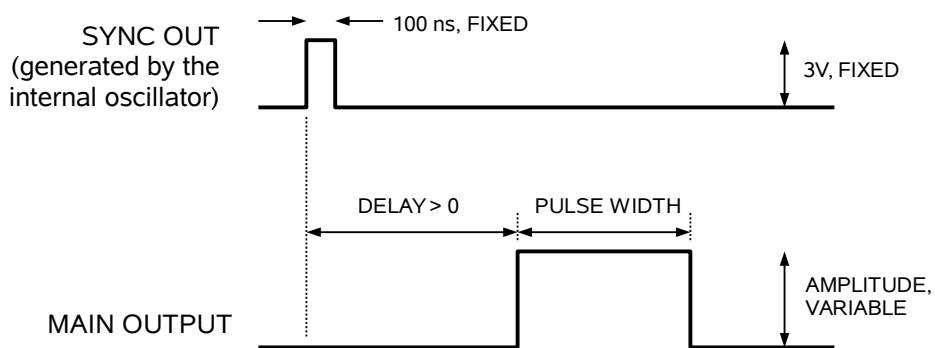 100 ns, FIXED
SYNC OUT
(generated by the
internal oscillator)
3V, FIXED
DELAY > 0
PULSE WIDTH
AMPLITUDE,
VARIABLE
MAIN OUTPUT